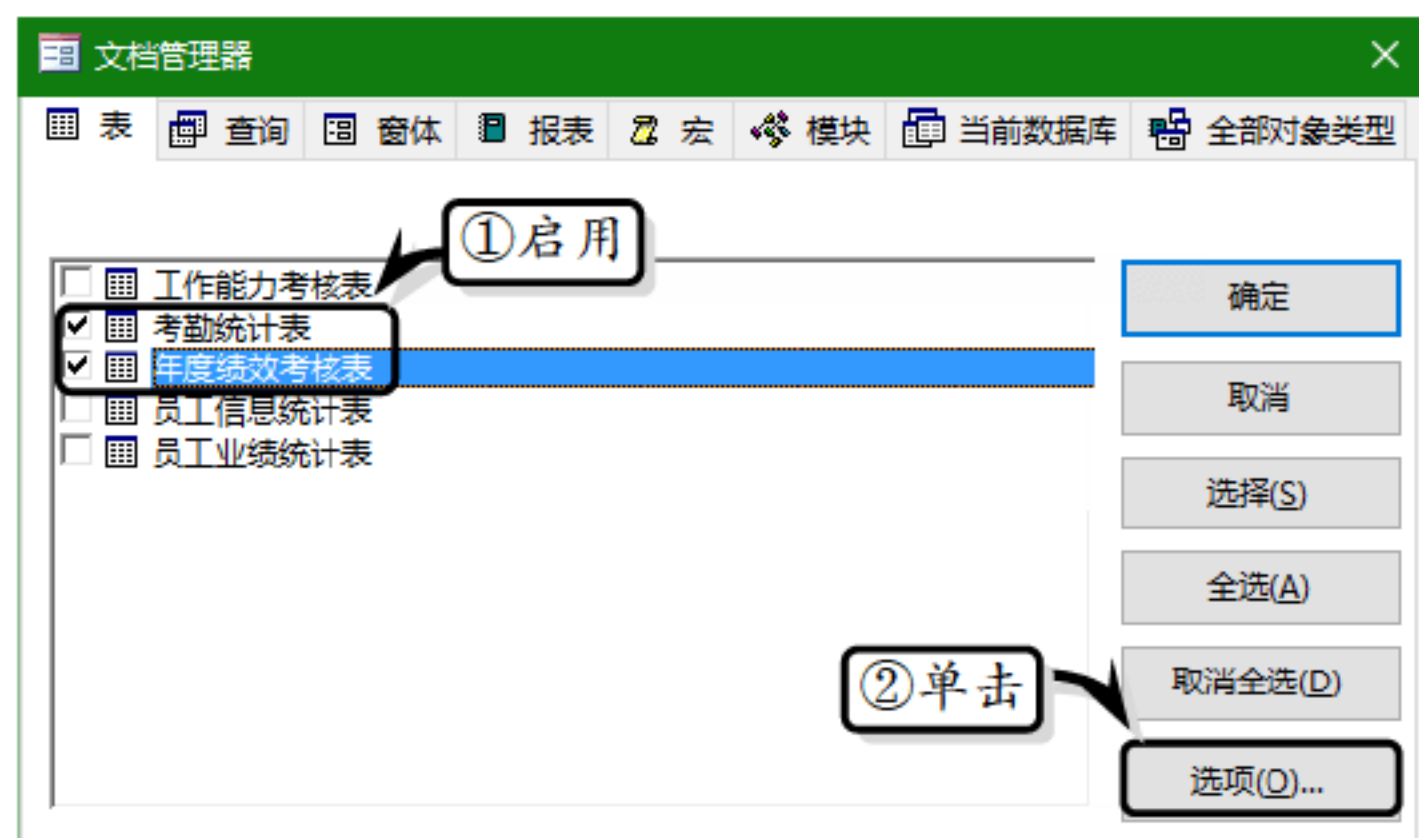 文档管理器
表 查询 窗体 报表 宏 模块 当前数据库 全部对象类型
①启用
工作能力考核表
考勤统计表
年度绩效考核表
员工信息统计表
员工业绩统计表
确定
取消
选择(S)
全选(A)
取消全选(D)
②单击
选项(O)...